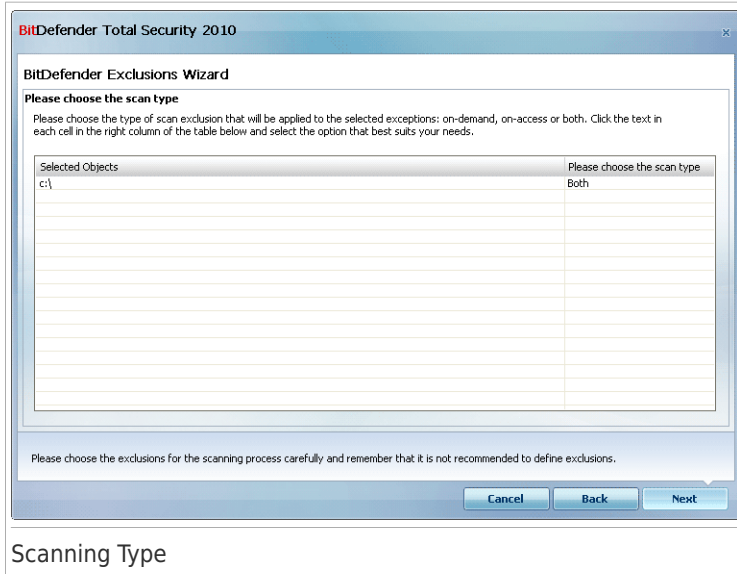 BitDefender Total Security 2010
x
BitDefender Exclusions Wizard
Please choose the scan type
Please choose the type of scan exclusion that will be applied to the selected exceptions: on-demand, on-access or both. Click the text in
each cell in the right column of the table below and select the option that best suits your needs.
Selected Objects Please choose the scan type
c:\ Both
Please choose the exclusions for the scanning process carefully and remember that it is not recommended to define exclusions.
Cancel Back Next
Scanning Type